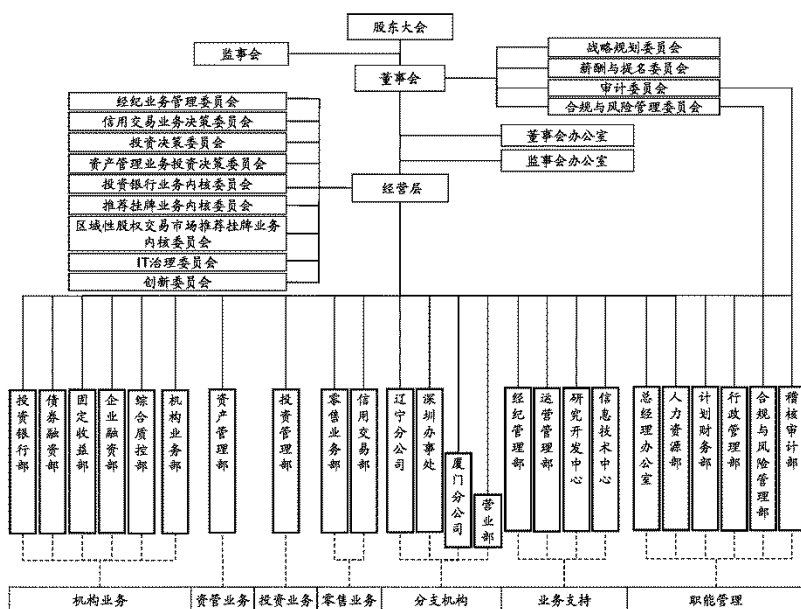 股东大会
监事会
董事会
战略规划委员会
薪酬与提名委员会
审计委员会
合规与风险管理委员会
经纪业务管理委员会
信用交易业务决策委员会
投资决策委员会
资产管理业务投资决策委员会
投资银行业务内核委员会
推荐挂牌业务内核委员会
区域性股权交易市场推荐挂牌业务
内核委员会
IT治理委员会
创新委员会
董事会办公室
监事会办公室
经营层
投资银行部
债券融资部
固定收益部
企业融资部
综合质控部
机构业务部
资产管理部
投资管理部
零售业务部
信用交易部
辽宁分公司
深圳办事处
厦门分公司
营业部
经纪管理部
运营管理部
研究开发中心
信息技术中心
总经理办公室
人力资源部
计划财务部
行政管理部
合规与风险管理部
稽核审计部
机构业务
资管业务
投资业务
零售业务
分支机构
业务支持
职能管理